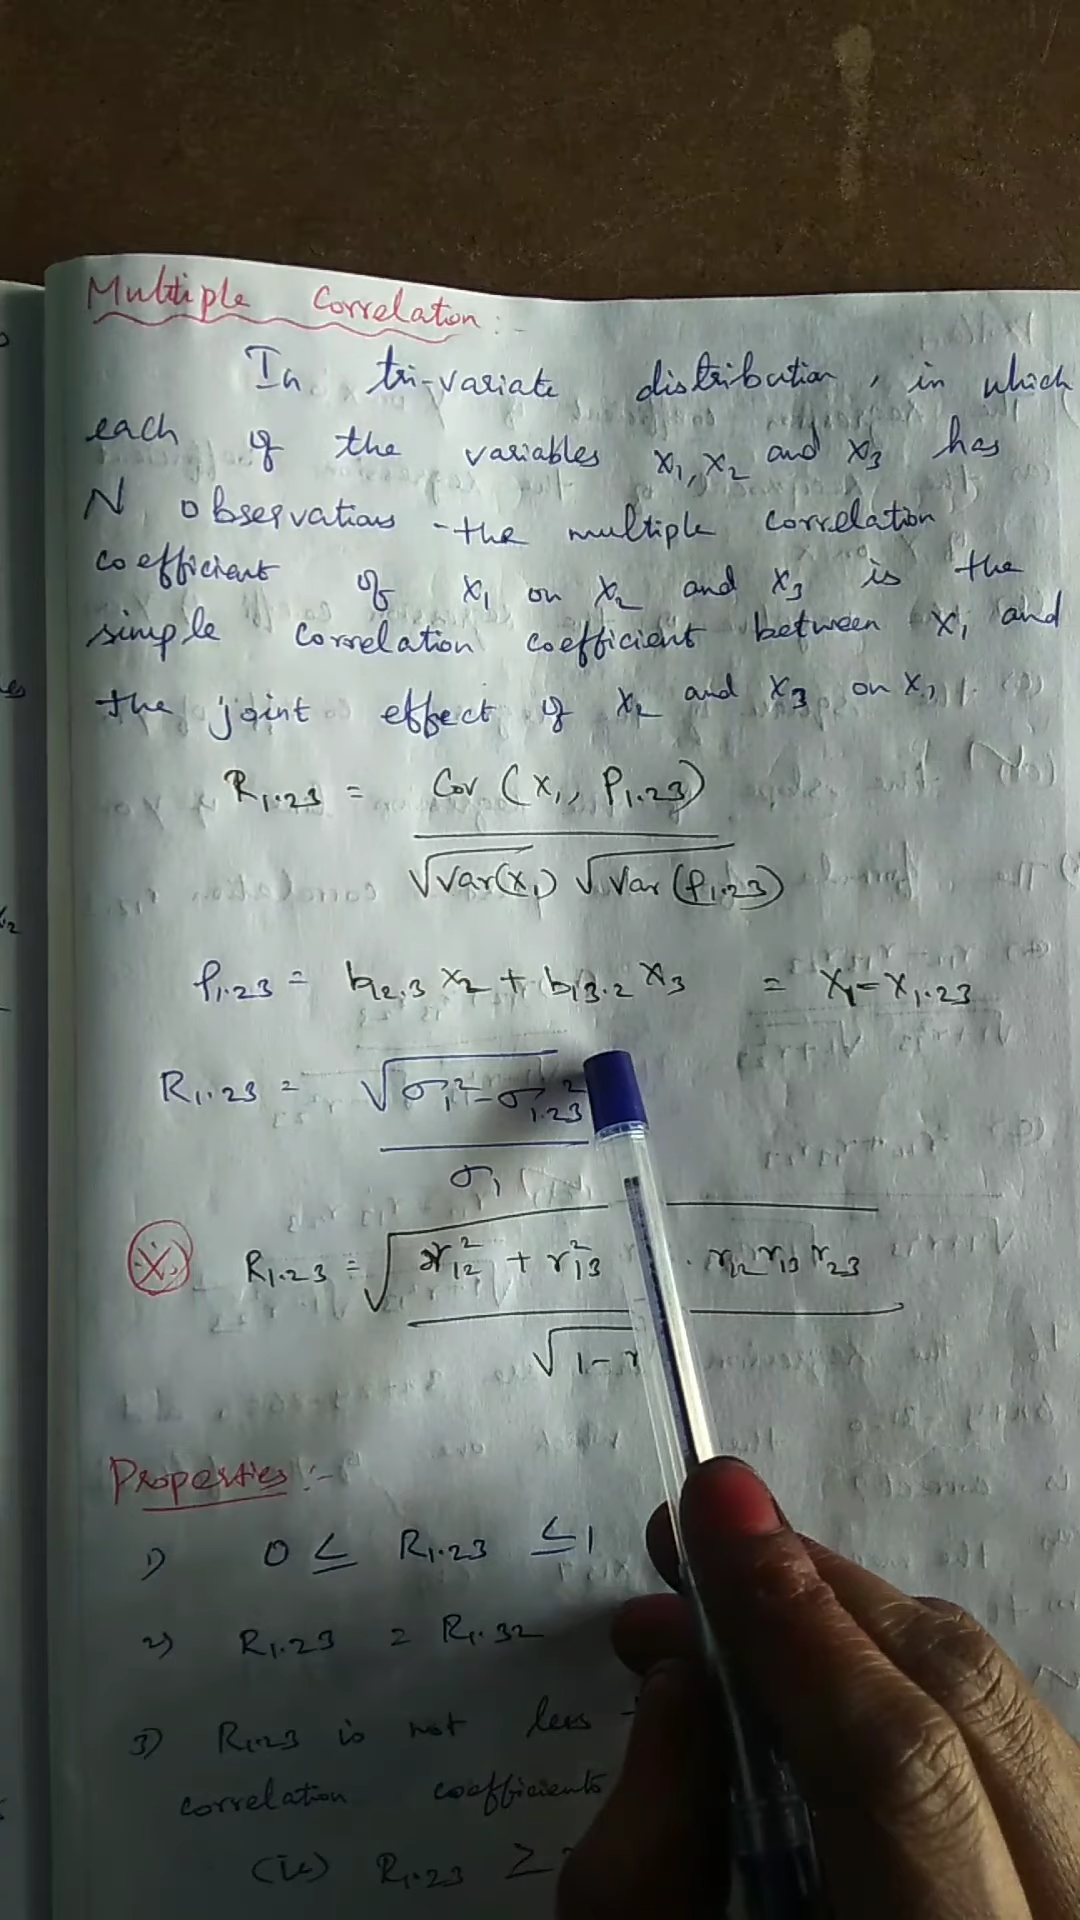 Multiple Correlation :-
In tri-variate distribution, in which
each of the variables X₁, X₂ and X₃ has
N observations the multiple correlation
coefficient of X₁ on X₂ and X₃ is the
simple correlation coefficient between X₁ and
the joint effect of X₂ and X₃ on X₁
R₁.₂₃ = Cov (X₁, P₁.₂₃)
√Var(X₁) √Var(P₁.₂₃)
P₁.₂₃ = b₁₂.₃ X₂ + b₁₃.₂ X₃ = X₁ - X₁.₂₃
R₁.₂₃ = √σ₁² - σ₁.₂₃²
σ₁
R₁.₂₃ = √r₁₂² + r₁₃² . r₁₂ r₁₃ r₂₃
√1 - r
Properties :-
1) 0 ≤ R₁.₂₃ ≤ 1
2) R₁.₂₃ = R₁.₃₂
3) R₁.₂₃ is not less
correlation coefficients
(ie) R₁.₂₃ ≥